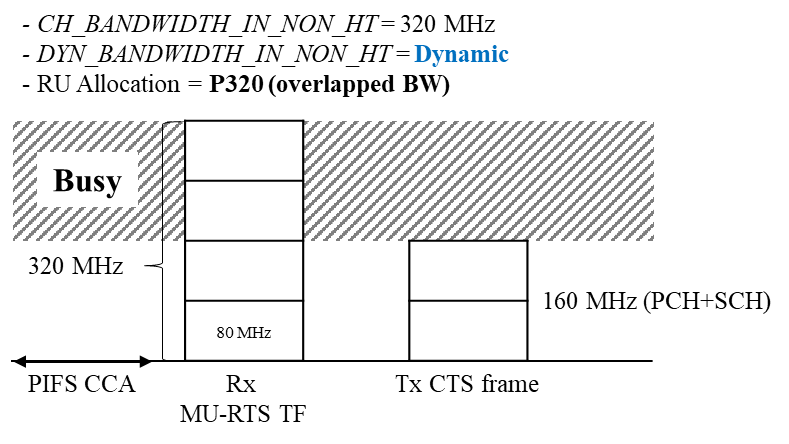 - CH_BANDWIDTH_IN_NON_HT = 320 MHz
- DYN_BANDWIDTH_IN_NON_HT = Dynamic
- RU Allocation = P320 (overlapped BW)
Busy
320 MHz
80 MHz
160 MHz (PCH+SCH)
PIFS CCA
Rx
MU-RTS TF
Tx CTS frame